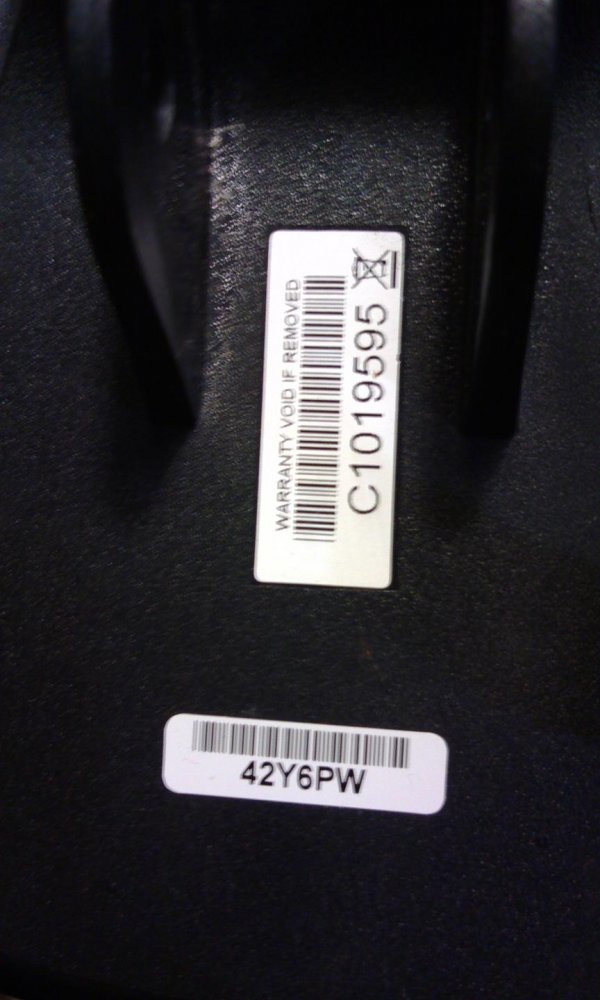 WARRANTY VOID IF REMOVED
C1019595
42Y6PW